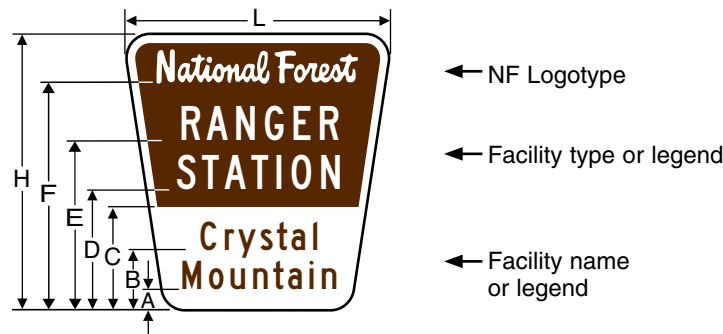 L
National Forest
NF Logotype
RANGER
Facility type or legend
STATION
H
F
E
D
C
B
A
Crystal
Mountain
Facility name
or legend